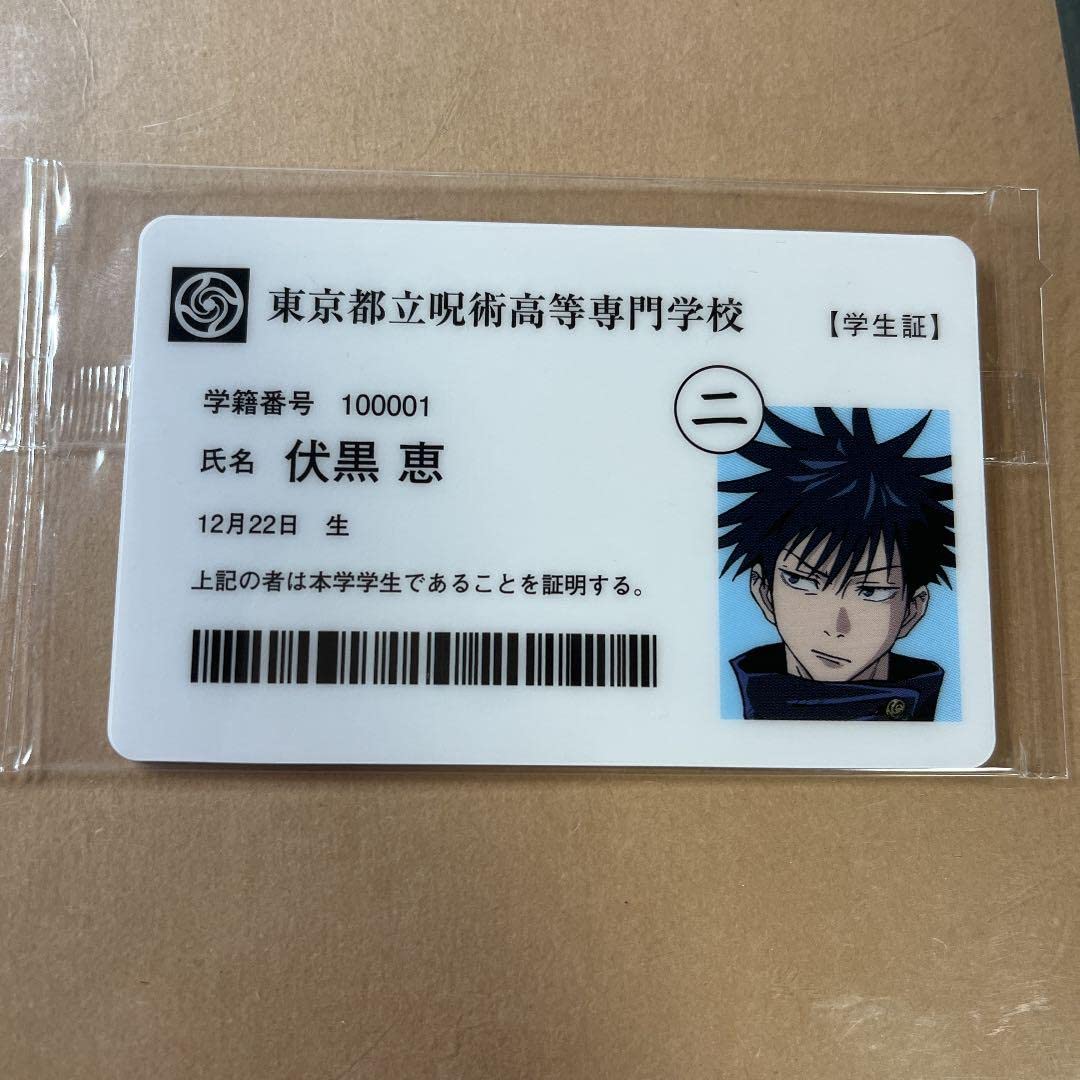 東京都立呪術高等専門学校 【学生証】
学籍番号 100001
二
氏名 伏黒 恵
12月22日 生
上記の者は本学学生であることを証明する。